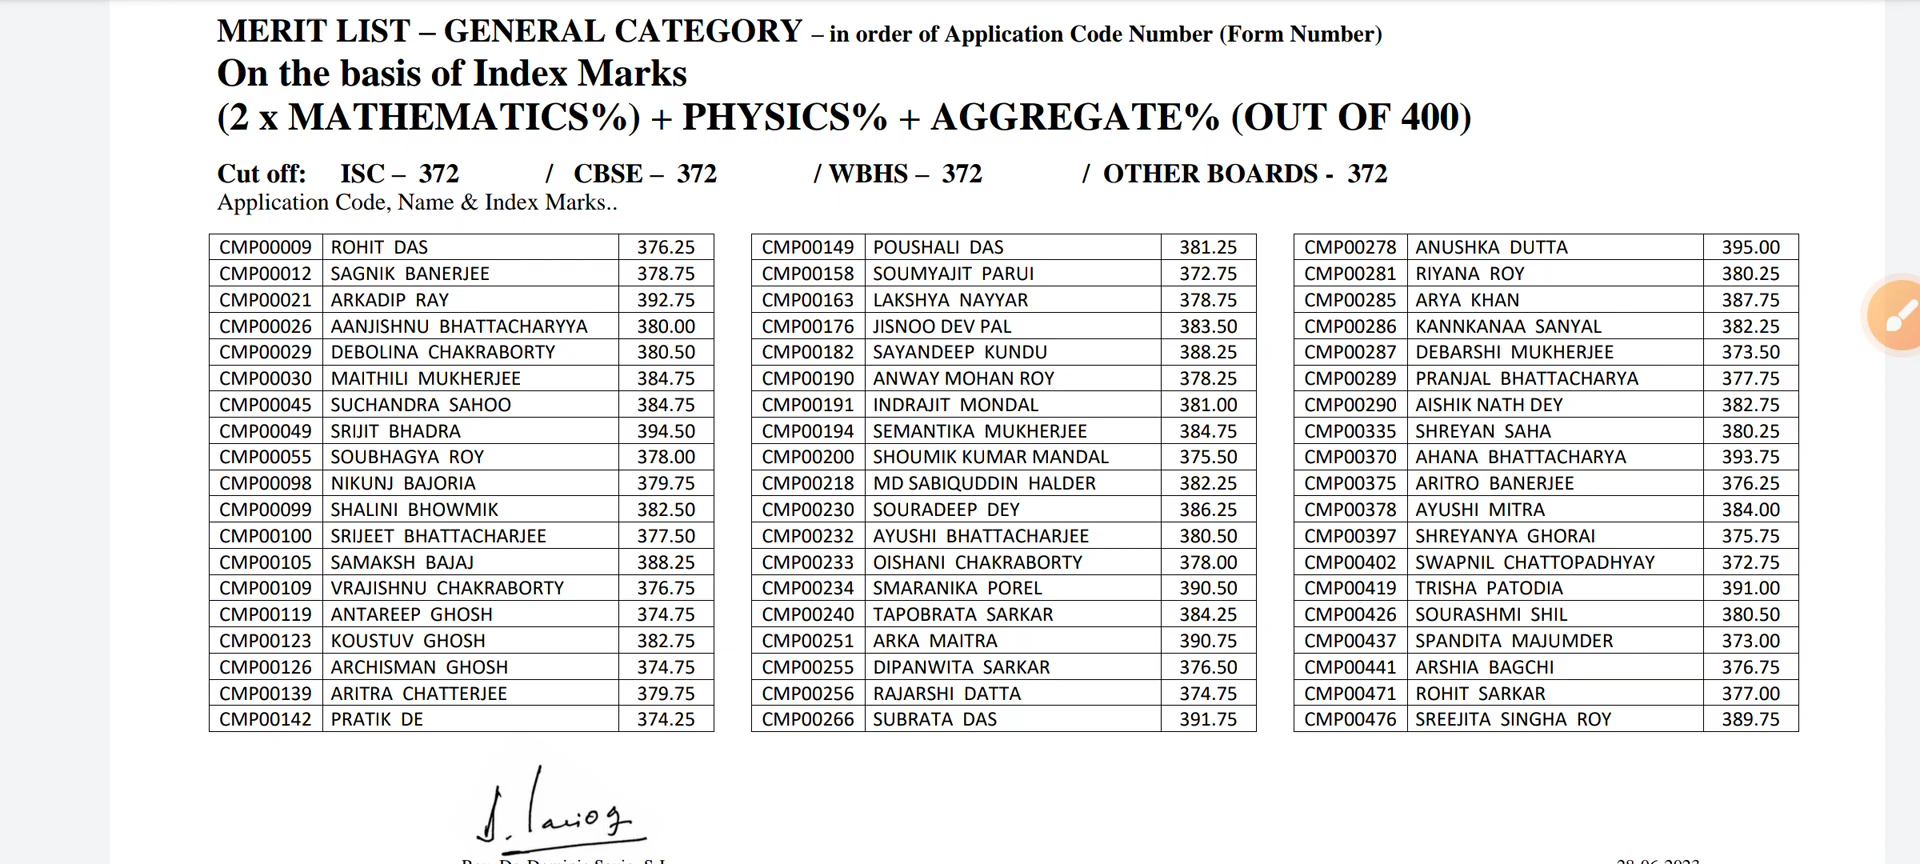 MERIT LIST – GENERAL CATEGORY – in order of Application Code Number (Form Number)
On the basis of Index Marks
(2 x MATHEMATICS%) + PHYSICS% + AGGREGATE% (OUT OF 400)
Cut off: ISC – 372 / CBSE – 372 / WBHS – 372 / OTHER BOARDS - 372
Application Code, Name & Index Marks..
CMP00009 ROHIT DAS 376.25
CMP00012 SAGNIK BANERJEE 378.75
CMP00021 ARKADIP RAY 392.75
CMP00026 AANJISHNU BHATTACHARYYA 380.00
CMP00029 DEBOLINA CHAKRABORTY 380.50
CMP00030 MAITHILI MUKHERJEE 384.75
CMP00045 SUCHANDRA SAHOO 384.75
CMP00049 SRIJIT BHADRA 394.50
CMP00055 SOUBHAGYA ROY 378.00
CMP00098 NIKUNJ BAJORIA 379.75
CMP00099 SHALINI BHOWMIK 382.50
CMP00100 SRIJEET BHATTACHARJEE 377.50
CMP00105 SAMAKSH BAJAJ 388.25
CMP00109 VRAJISHNU CHAKRABORTY 376.75
CMP00119 ANTAREEP GHOSH 374.75
CMP00123 KOUSTUV GHOSH 382.75
CMP00126 ARCHISMAN GHOSH 374.75
CMP00139 ARITRA CHATTERJEE 379.75
CMP00142 PRATIK DE 374.25
CMP00149 POUSHALI DAS 381.25
CMP00158 SOUMYAJIT PARUI 372.75
CMP00163 LAKSHYA NAYYAR 378.75
CMP00176 JISNOO DEV PAL 383.50
CMP00182 SAYANDEEP KUNDU 388.25
CMP00190 ANWAY MOHAN ROY 378.25
CMP00191 INDRAJIT MONDAL 381.00
CMP00194 SEMANTIKA MUKHERJEE 384.75
CMP00200 SHOUMIK KUMAR MANDAL 375.50
CMP00218 MD SABIQUDDIN HALDER 382.25
CMP00230 SOURADEEP DEY 386.25
CMP00232 AYUSHI BHATTACHARJEE 380.50
CMP00233 OISHANI CHAKRABORTY 378.00
CMP00234 SMARANIKA POREL 390.50
CMP00240 TAPOBRATA SARKAR 384.25
CMP00251 ARKA MAITRA 390.75
CMP00255 DIPANWITA SARKAR 376.50
CMP00256 RAJARSHI DATTA 374.75
CMP00266 SUBRATA DAS 391.75
CMP00278 ANUSHKA DUTTA 395.00
CMP00281 RIYANA ROY 380.25
CMP00285 ARYA KHAN 387.75
CMP00286 KANNKANAA SANYAL 382.25
CMP00287 DEBARSHI MUKHERJEE 373.50
CMP00289 PRANJAL BHATTACHARYA 377.75
CMP00290 AISHIK NATH DEY 382.75
CMP00335 SHREYAN SAHA 380.25
CMP00370 AHANA BHATTACHARYA 393.75
CMP00375 ARITRO BANERJEE 376.25
CMP00378 AYUSHI MITRA 384.00
CMP00397 SHREYANYA GHORAI 375.75
CMP00402 SWAPNIL CHATTOPADHYAY 372.75
CMP00419 TRISHA PATODIA 391.00
CMP00426 SOURASHMI SHIL 380.50
CMP00437 SPANDITA MAJUMDER 373.00
CMP00441 ARSHIA BAGCHI 376.75
CMP00471 ROHIT SARKAR 377.00
CMP00476 SREEJITA SINGHA ROY 389.75